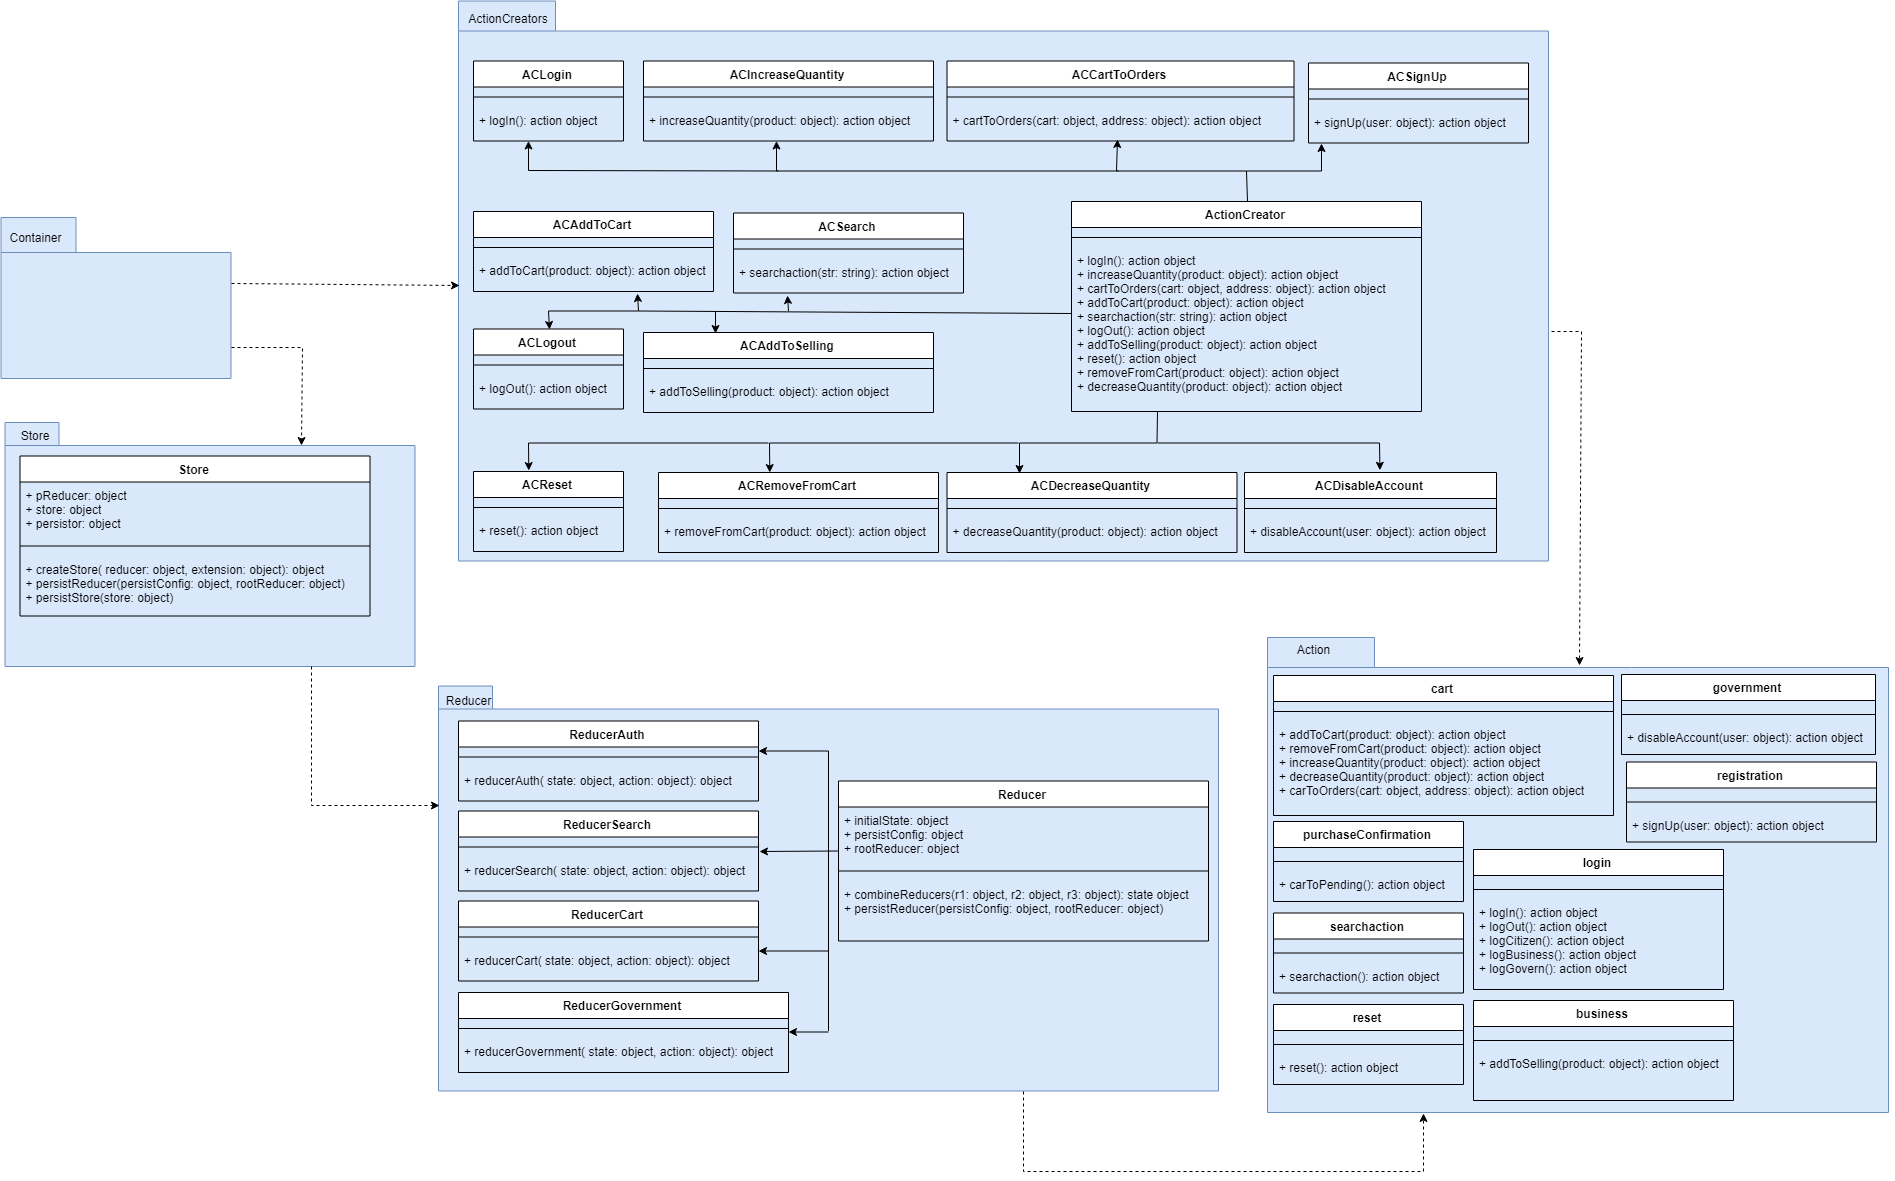 ActionCreators
ACLogin
+ logIn(): action object
ACIncreaseQuantity
+ increaseQuantity(product: object): action object
ACCartToOrders
+ cartToOrders(cart: object, address: object): action object
ACSignUp
+ signUp(user: object): action object
Container
ACAddToCart
+ addToCart(product: object): action object
ACSearch
+ searchaction(str: string): action object
ActionCreator
+ logIn(): action object
+ increaseQuantity(product: object): action object
+ cartToOrders(cart: object, address: object): action object
+ addToCart(product: object): action object
+ searchaction(str: string): action object
+ logOut(): action object
+ addToSelling(product: object): action object
+ reset(): action object
+ removeFromCart(product: object): action object
+ decreaseQuantity(product: object): action object
ACLogout
+ logOut(): action object
ACAddToSelling
+ addToSelling(product: object): action object
ACReset
+ reset(): action object
ACRemoveFromCart
+ removeFromCart(product: object): action object
ACDecreaseQuantity
+ decreaseQuantity(product: object): action object
ACDisableAccount
+ disableAccount(user: object): action object
Store
Store
+ pReducer: object
+ store: object
+ persistor: object
+ createStore( reducer: object, extension: object): object
+ persistReducer(persistConfig: object, rootReducer: object)
+ persistStore(store: object)
Reducer
ReducerAuth
+ reducerAuth( state: object, action: object): object
ReducerSearch
+ reducerSearch( state: object, action: object): object
ReducerCart
+ reducerCart( state: object, action: object): object
ReducerGovernment
+ reducerGovernment( state: object, action: object): object
Reducer
+ initialState: object
+ persistConfig: object
+ rootReducer: object
+ combineReducers(r1: object, r2: object, r3: object): state object
+ persistReducer(persistConfig: object, rootReducer: object)
Action
cart
+ addToCart(product: object): action object
+ removeFromCart(product: object): action object
+ increaseQuantity(product: object): action object
+ decreaseQuantity(product: object): action object
+ carToOrders(cart: object, address: object): action object
government
+ disableAccount(user: object): action object
registration
+ signUp(user: object): action object
purchaseConfirmation
+ carToPending(): action object
login
+ logIn(): action object
+ logOut(): action object
+ logCitizen(): action object
+ logBusiness(): action object
+ logGovern(): action object
searchaction
+ searchaction(): action object
reset
+ reset(): action object
business
+ addToSelling(product: object): action object